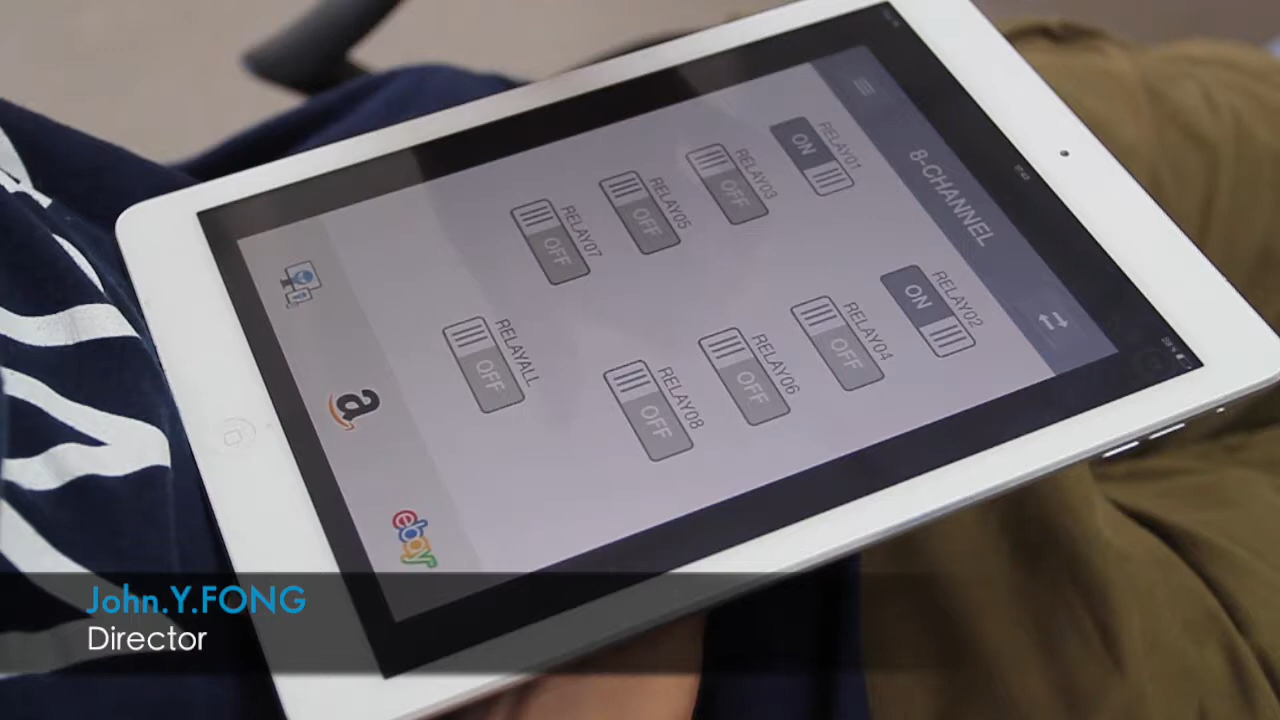 8-CHANNEL
RELAY01
ON
RELAY02
ON
RELAY03
OFF
RELAY04
OFF
RELAY05
OFF
RELAY06
OFF
RELAY07
OFF
RELAY08
OFF
RELAYALL
OFF
a
ebay
John.Y.FONG
Director